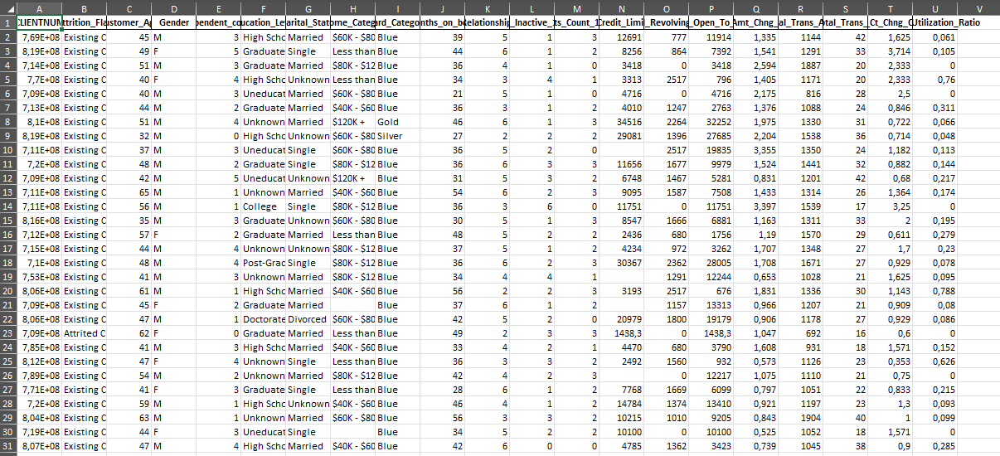 A B C D E F G H I J K L M N O P Q R S T U V
1 CLIENTNUM ttrition_Fla ustomer_A Gender ependent_co ucation_Le arital_Stat ome_Categ rd_Catego nths_on_b elationship _Inactive_ ts_Count_1 redit_Limi _Revolving _Open_To Amt_Chng_ al_Trans_A tal_Trans_ Ct_Chng_Q Utilization_Ratio
2 7,69E+08 Existing C 45 M 3 High Scho Married $60K - $80 Blue 39 5 1 3 12691 777 11914 1,335 1144 42 1,625 0,061
3 8,19E+08 Existing C 49 F 5 Graduate Single Less than Blue 44 6 1 2 8256 864 7392 1,541 1291 33 3,714 0,105
4 7,14E+08 Existing C 51 M 3 Graduate Married $80K - $12 Blue 36 4 1 0 3418 0 3418 2,594 1887 20 2,333 0
5 7,7E+08 Existing C 40 F 4 High Scho Unknown Less than Blue 34 3 4 1 3313 2517 796 1,405 1171 20 2,333 0,76
6 7,09E+08 Existing C 40 M 3 Uneducat Married $60K - $80 Blue 21 5 1 0 4716 0 4716 2,175 816 28 2,5 0
7 7,13E+08 Existing C 44 M 2 Graduate Married $40K - $60 Blue 36 3 1 2 4010 1247 2763 1,376 1088 24 0,846 0,311
8 8,1E+08 Existing C 51 M 4 Unknown Married $120K + Gold 46 6 1 3 34516 2264 32252 1,975 1330 31 0,722 0,066
9 8,19E+08 Existing C 32 M 0 High Scho Unknown $60K - $80 Silver 27 2 2 2 29081 1396 27685 2,204 1538 36 0,714 0,048
10 7,11E+08 Existing C 37 M 3 Uneducat Single $60K - $80 Blue 36 5 2 0 2517 19835 3,355 1350 24 1,182 0,113
11 7,2E+08 Existing C 48 M 2 Graduate Single $80K - $12 Blue 36 6 3 3 11656 1677 9979 1,524 1441 32 0,882 0,144
12 7,09E+08 Existing C 42 M 5 Uneducat Unknown $120K + Blue 31 5 3 2 6748 1467 5281 0,831 1201 42 0,68 0,217
13 7,11E+08 Existing C 65 M 1 Unknown Married $40K - $60 Blue 54 6 2 3 9095 1587 7508 1,433 1314 26 1,364 0,174
14 7,11E+08 Existing C 56 M 1 College Single $80K - $12 Blue 36 3 6 0 11751 0 11751 3,397 1539 17 3,25 0
15 8,16E+08 Existing C 35 M 3 Graduate Unknown $60K - $80 Blue 30 5 1 3 8547 1666 6881 1,163 1311 33 2 0,195
16 7,12E+08 Existing C 57 F 2 Graduate Married Less than Blue 48 5 2 2 2436 680 1756 1,19 1570 29 0,611 0,279
17 7,15E+08 Existing C 44 M 4 Unknown Unknown $80K - $12 Blue 37 5 1 2 4234 972 3262 1,707 1348 27 1,7 0,23
18 7,1E+08 Existing C 48 M 4 Post-Grad Single $80K - $12 Blue 36 6 2 3 30367 2362 28005 1,708 1671 27 0,929 0,078
19 7,53E+08 Existing C 41 M 3 Unknown Married $80K - $12 Blue 34 4 4 1 1291 12244 0,653 1028 21 1,625 0,095
20 8,06E+08 Existing C 61 M 1 High Scho Married $40K - $60 Blue 56 2 2 3 3193 2517 676 1,831 1336 30 1,143 0,788
21 7,09E+08 Existing C 45 F 2 Graduate Married Blue 37 6 1 2 1157 13313 0,966 1207 21 0,909 0,08
22 8,06E+08 Existing C 47 M 1 Doctorate Divorced $60K - $80 Blue 42 5 2 0 20979 1800 19179 0,906 1178 27 0,929 0,086
23 7,09E+08 Attrited C 62 F 0 Graduate Married Less than Blue 49 2 3 3 1438,3 0 1438,3 1,047 692 16 0,6 0
24 7,85E+08 Existing C 41 M 3 High Scho Married $40K - $60 Blue 33 4 2 1 4470 680 3790 1,608 931 18 1,571 0,152
25 8,12E+08 Existing C 47 F 4 Unknown Single Less than Blue 36 3 3 2 2492 1560 932 0,573 1126 23 0,353 0,626
26 7,89E+08 Existing C 54 M 2 Unknown Married $80K - $12 Blue 42 4 2 3 0 12217 1,075 1110 21 0,75 0
27 7,71E+08 Existing C 41 F 3 Graduate Single Less than Blue 28 6 1 2 7768 1669 6099 0,797 1051 22 0,833 0,215
28 7,2E+08 Existing C 59 M 1 High Scho Unknown $40K - $60 Blue 46 4 1 2 14784 1374 13410 0,921 1197 23 1,3 0,093
29 8,04E+08 Existing C 63 M 1 Unknown Married $60K - $80 Blue 56 3 3 2 10215 1010 9205 0,843 1904 40 1 0,099
30 7,19E+08 Existing C 44 F 3 Uneducat Single Blue 34 5 2 2 10100 0 10100 0,525 1052 18 1,571 0
31 8,07E+08 Existing C 47 M 4 High Scho Married $40K - $60 Blue 42 6 0 0 4785 1362 3423 0,739 1045 38 0,9 0,285